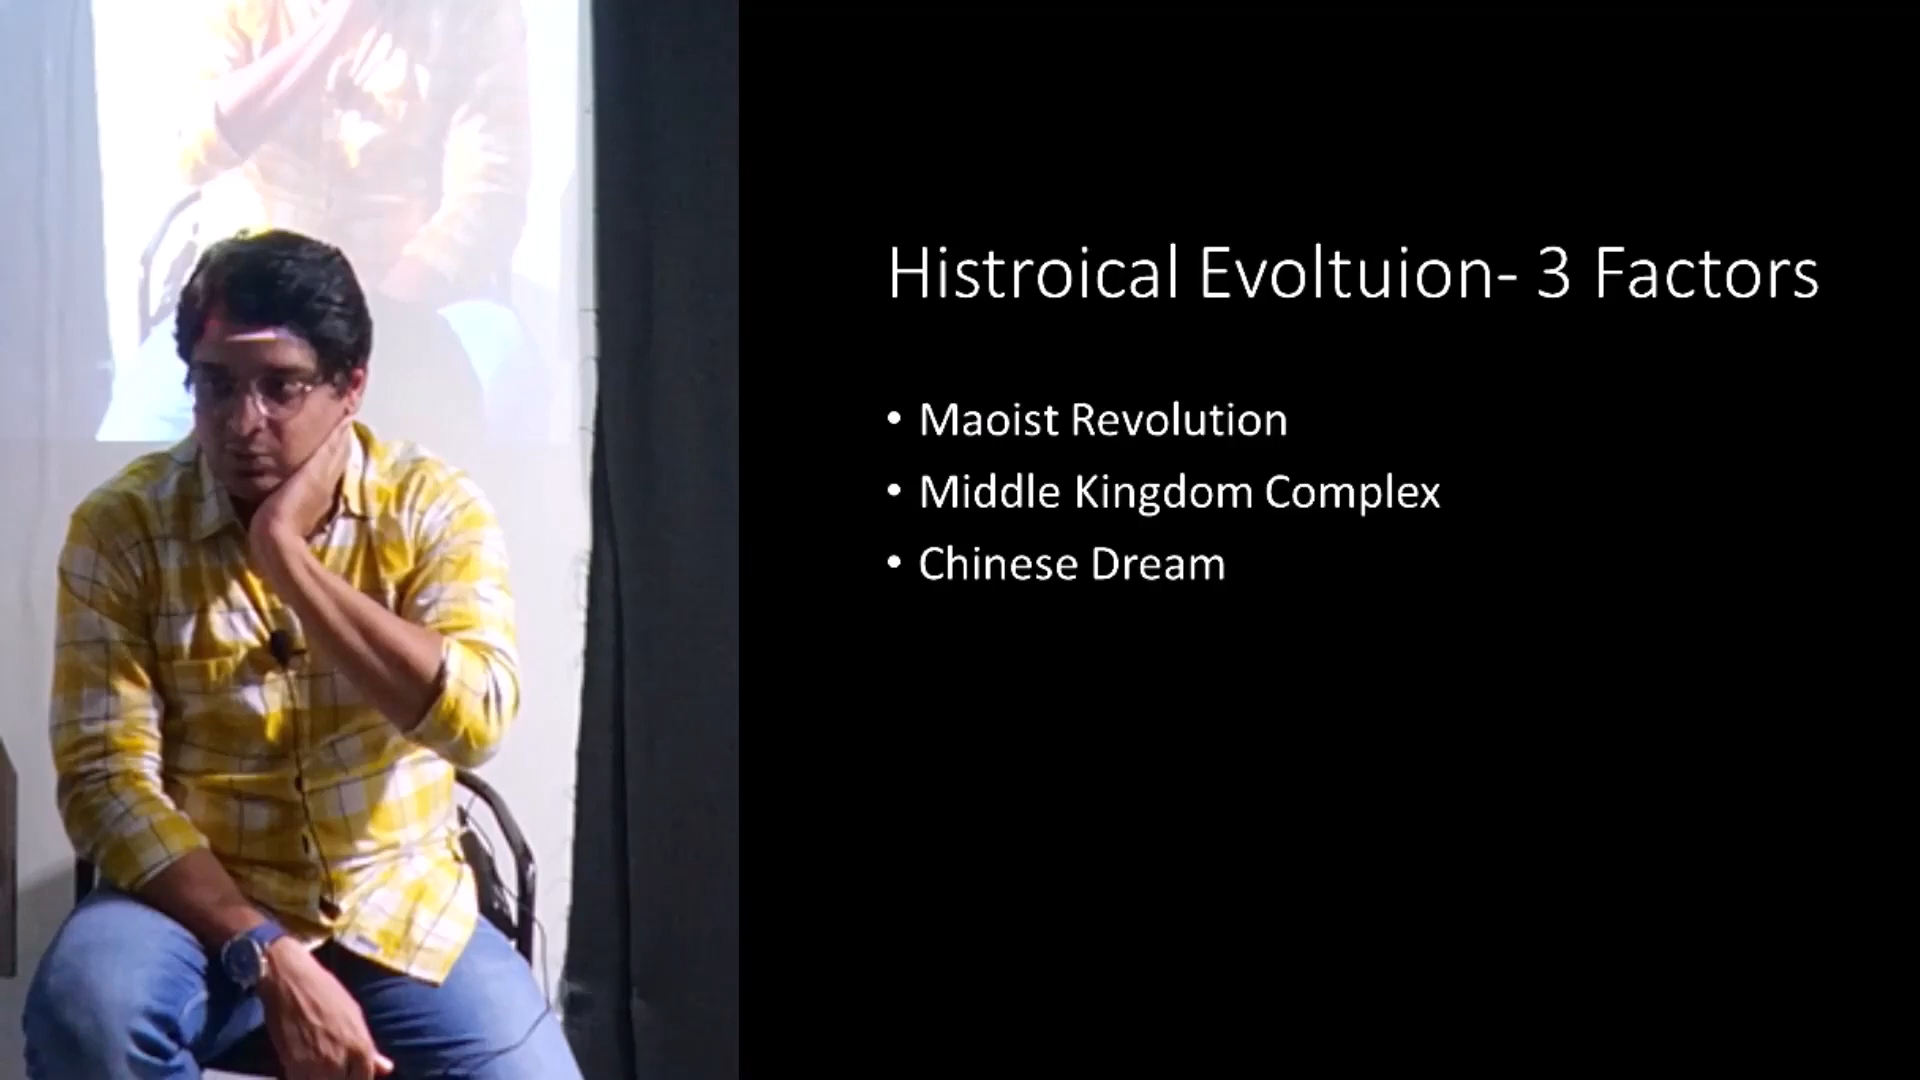 Histroical Evoltuion- 3 Factors
• Maoist Revolution
• Middle Kingdom Complex
• Chinese Dream